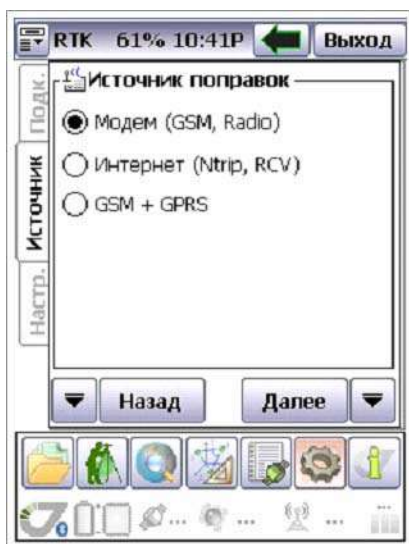 RTK 61% 10:41P Выход
Подк.
Источник
Настр.
Источник поправок
Модем (GSM, Radio)
Интернет (Ntrip, RCV)
GSM + GPRS
Назад Далее